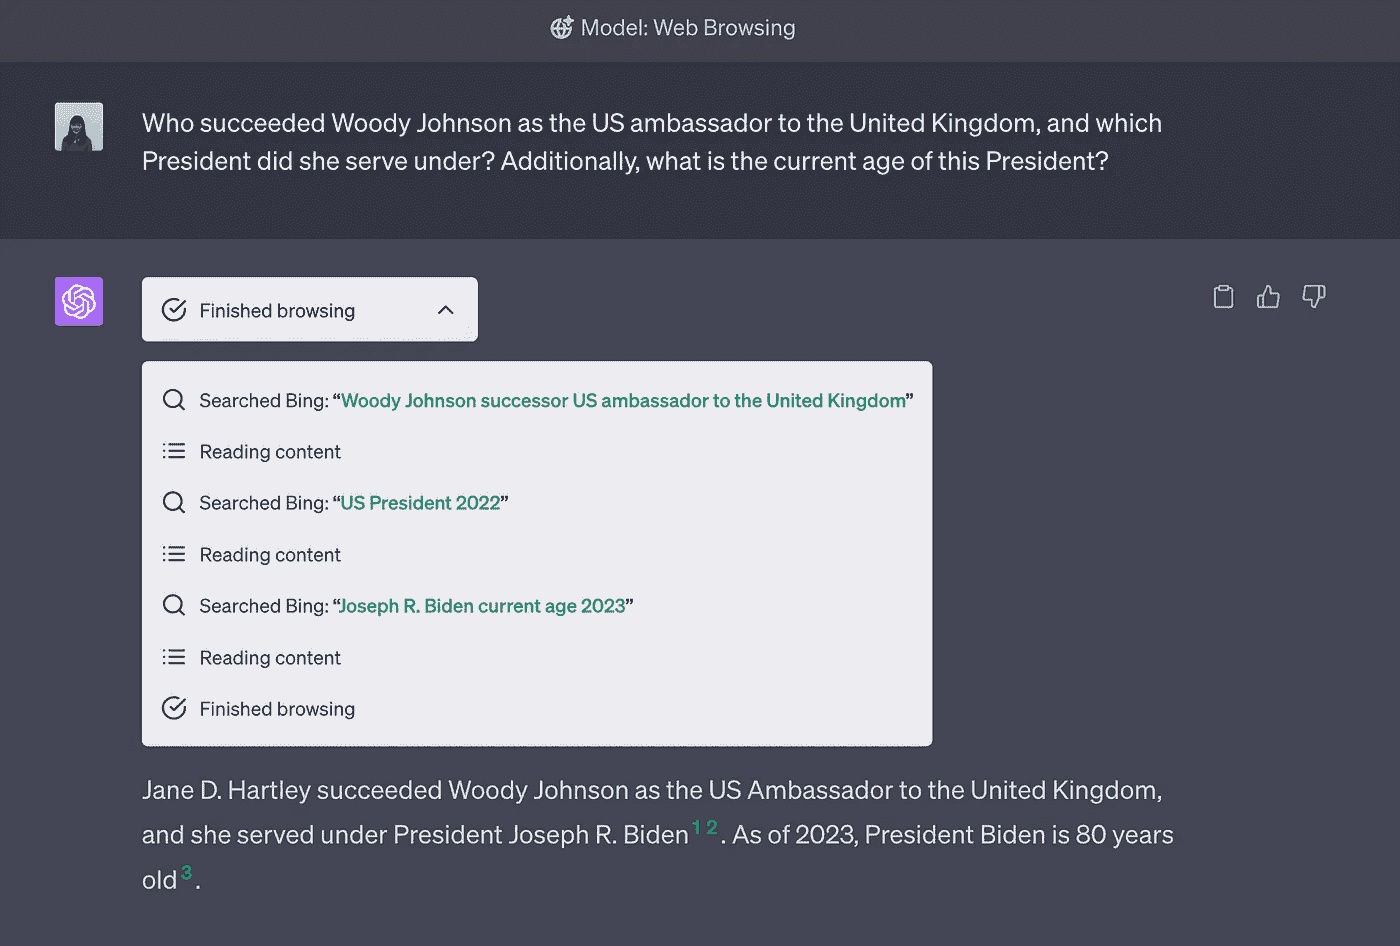 Model: Web Browsing
Who succeeded Woody Johnson as the US ambassador to the United Kingdom, and which
President did she serve under? Additionally, what is the current age of this President?
Finished browsing
Searched Bing: “Woody Johnson successor US ambassador to the United Kingdom”
Reading content
Searched Bing: “US President 2022”
Reading content
Searched Bing: “Joseph R. Biden current age 2023”
Reading content
Finished browsing
Jane D. Hartley succeeded Woody Johnson as the US Ambassador to the United Kingdom,
and she served under President Joseph R. Biden 1 2 . As of 2023, President Biden is 80 years
old 3 .